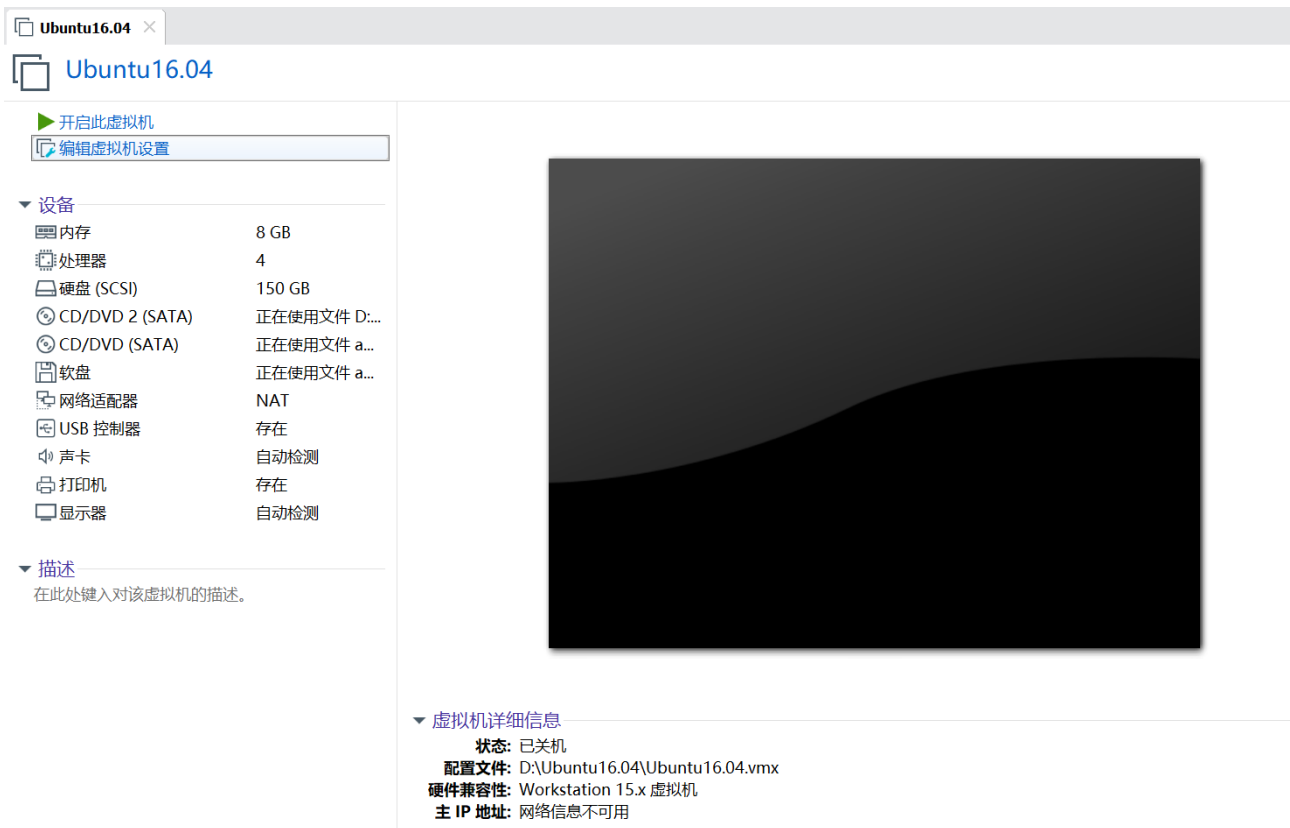 Ubuntu16.04
Ubuntu16.04
开启此虚拟机
编辑虚拟机设置
设备
内存 8 GB
处理器 4
硬盘 (SCSI) 150 GB
CD/DVD 2 (SATA) 正在使用文件 D:...
CD/DVD (SATA) 正在使用文件 a...
软盘 正在使用文件 a...
网络适配器 NAT
USB 控制器 存在
声卡 自动检测
打印机 存在
显示器 自动检测
描述
在此处键入对该虚拟机的描述。
虚拟机详细信息
状态: 已关机
配置文件: D:\Ubuntu16.04\Ubuntu16.04.vmx
硬件兼容性: Workstation 15.x 虚拟机
主 IP 地址: 网络信息不可用